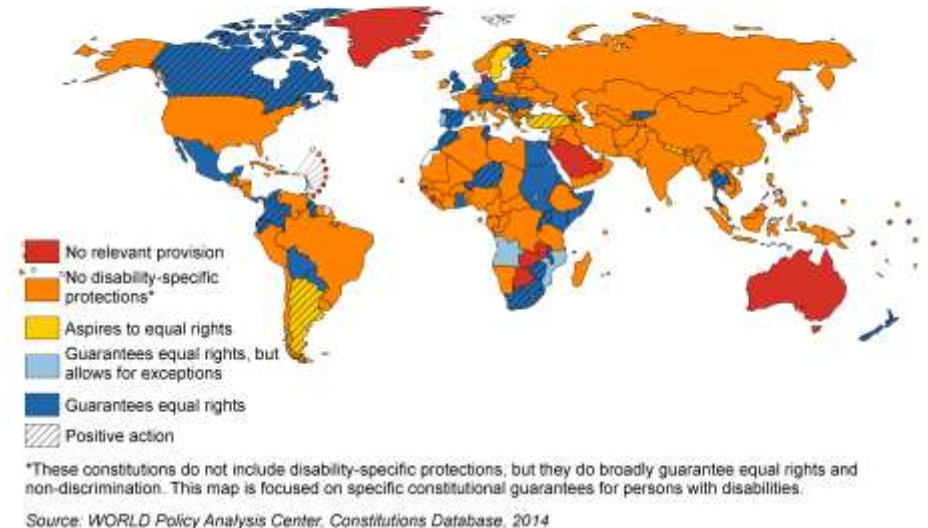 No relevant provision
No disability-specific
protections*
Aspires to equal rights
Guarantees equal rights, but
allows for exceptions
Guarantees equal rights
Positive action
*These constitutions do not include disability-specific protections, but they do broadly guarantee equal rights and
non-discrimination. This map is focused on specific constitutional guarantees for persons with disabilities.
Source: WORLD Policy Analysis Center, Constitutions Database, 2014